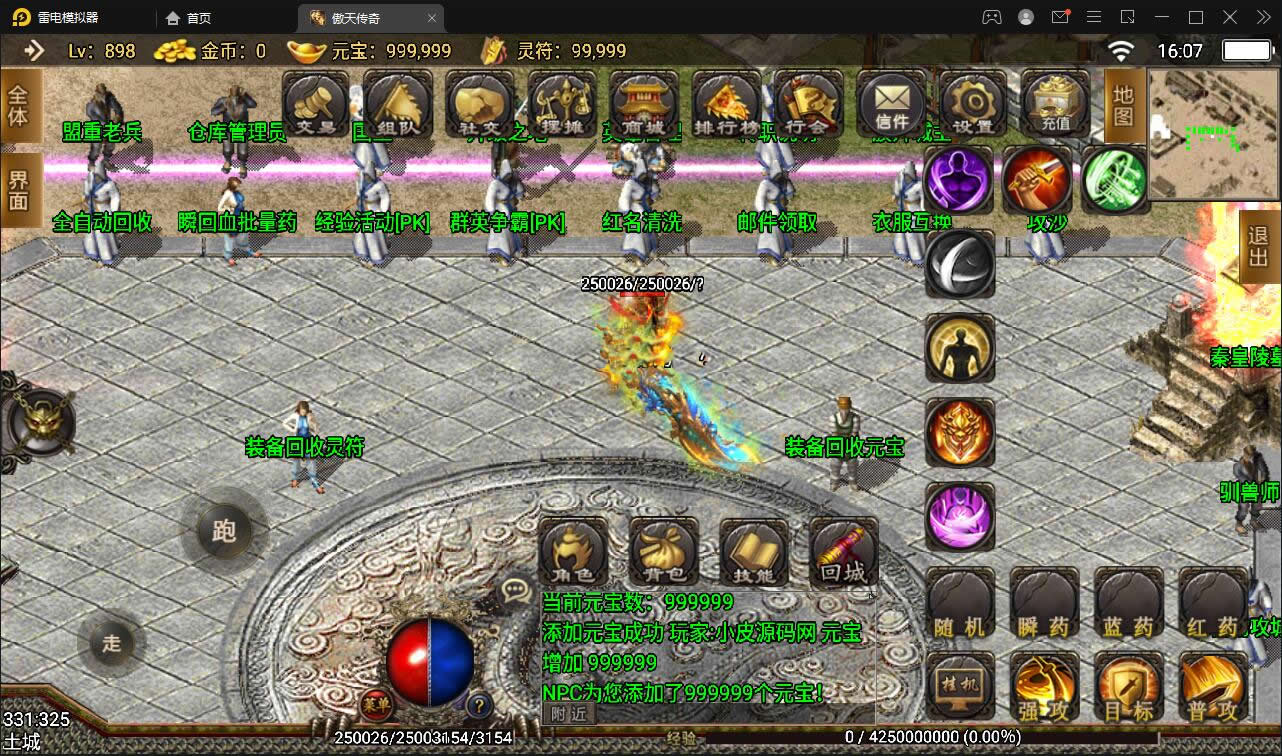 雷电模拟器
首页
傲天传奇
Lv: 898
金币: 0
元宝: 999,999
灵符: 99,999
16:07
全体
界面
交易
组队
社交
摆摊
商城
排行榜
行会
信件
设置
充值
地图
盟重老兵
仓库管理员
全自动回收
瞬回血批量药
经验活动[PK]
群英争霸[PK]
红名清洗
邮件领取
衣服互换
攻沙
退出
250026/250026/?
秦皇陵墓
装备回收灵符
装备回收元宝
驯兽师
跑
走
角色
背包
技能
回城
当前元宝数: 999999
添加元宝成功 玩家:小皮源码网 元宝
增加 999999
NPC为您添加了999999个元宝!
附近
随机
瞬药
蓝药
红药
攻城
挂机
强攻
目标
普攻
菜单
?
331:325
土城
3154/3154
经验
0 / 4250000000 (0.00%)